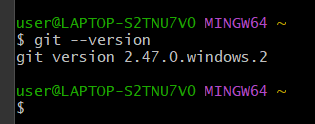 user@LAPTOP-S2TNU7V0 MINGW64 ~
$ git --version
git version 2.47.0.windows.2
user@LAPTOP-S2TNU7V0 MINGW64 ~
$